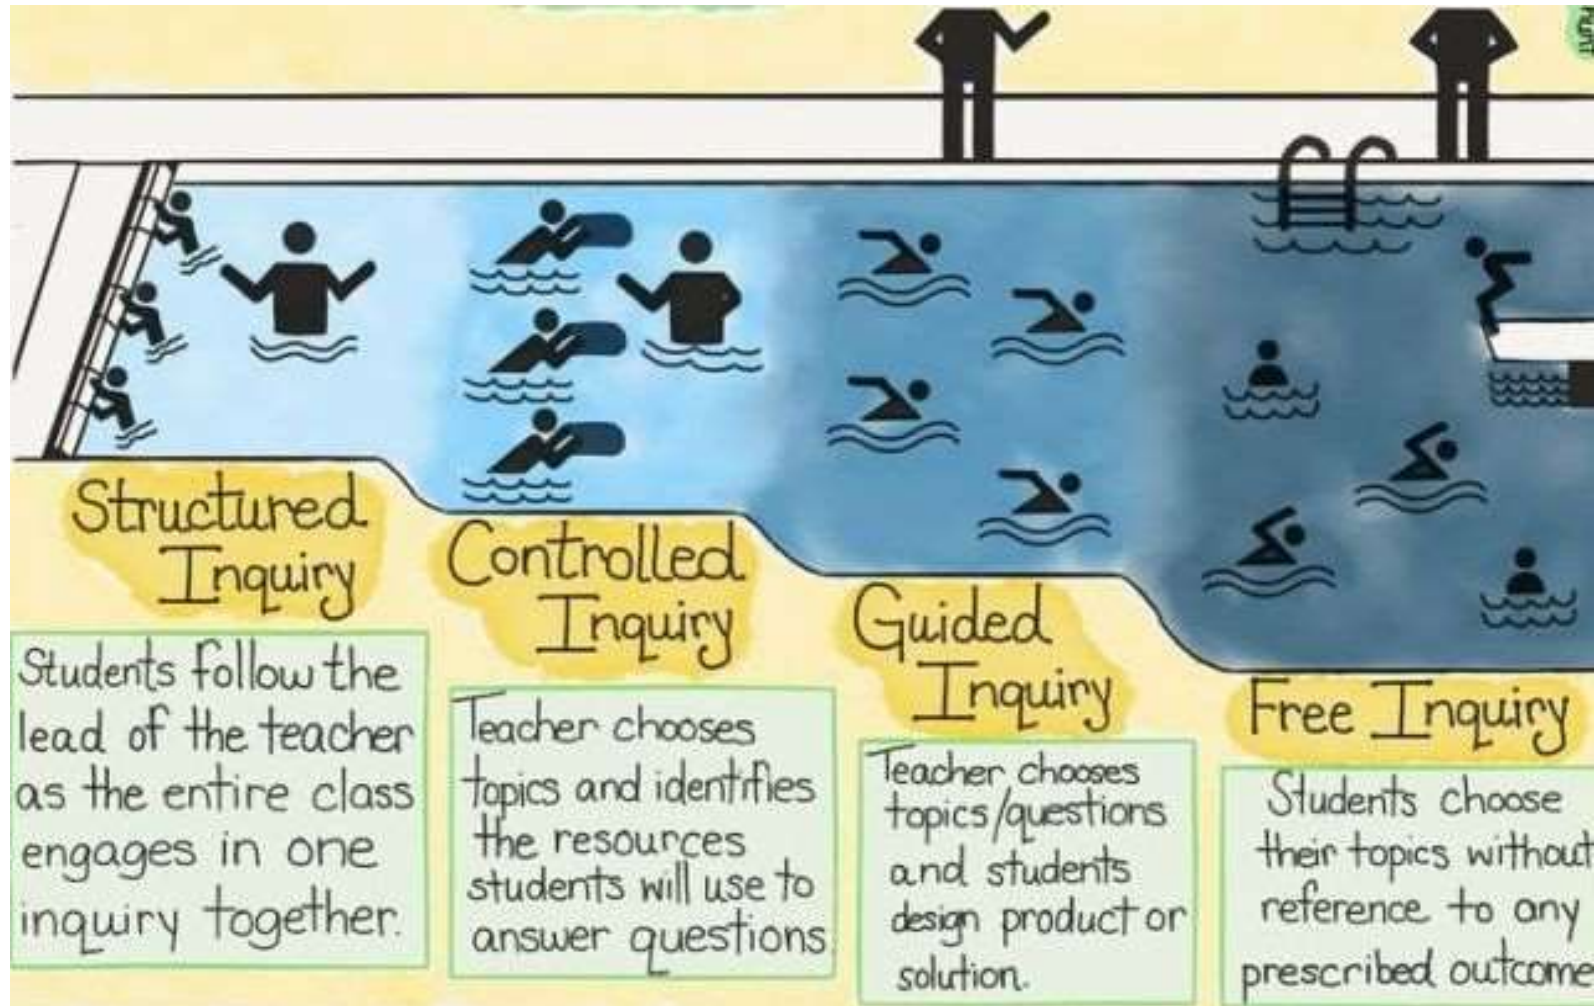 Structured
Inquiry
Students follow the
lead of the teacher
as the entire class
engages in one
inquiry together.
Controlled
Inquiry
Teacher chooses
topics and identifies
the resources
students will use to
answer questions
Guided
Inquiry
Teacher chooses
topics/questions
and students
design product or
solution.
Free Inquiry
Students choose
their topics without
reference to any
prescribed outcome